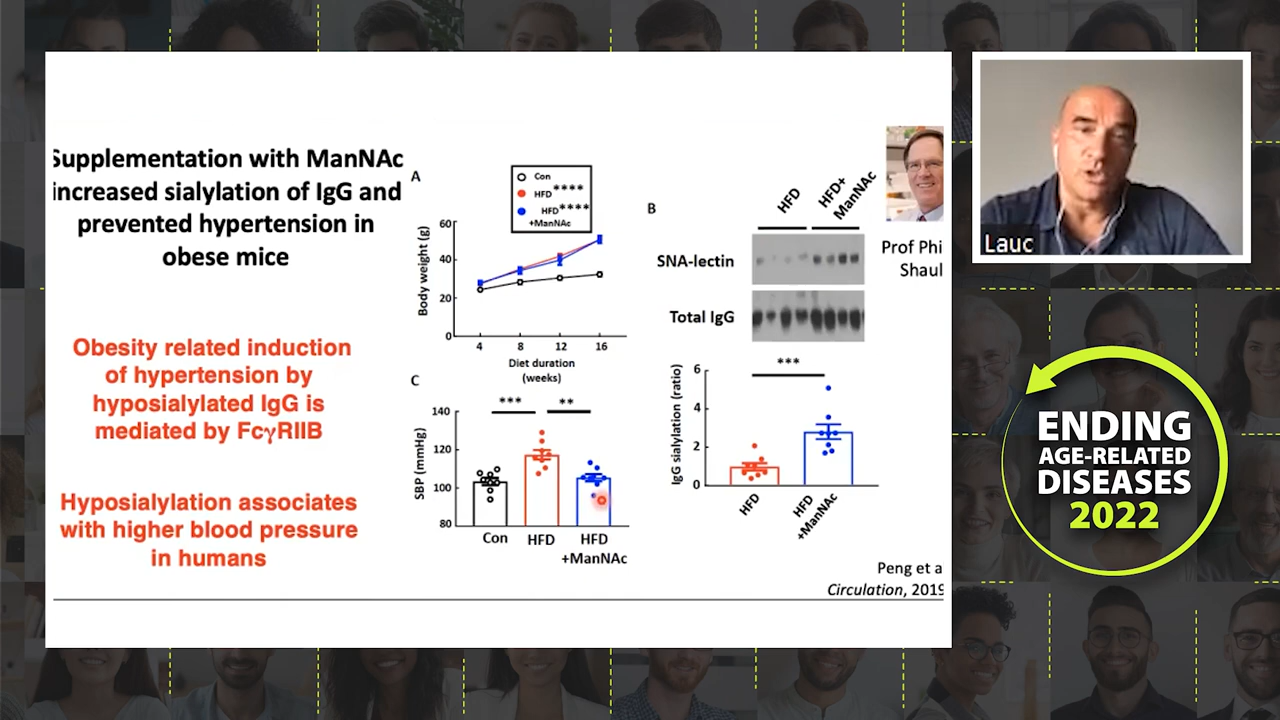 Supplementation with ManNAc
increased sialylation of IgG and
prevented hypertension in
obese mice
Obesity related induction
of hypertension by
hyposialylated IgG is
mediated by FcγRIIB
Hyposialylation associates
with higher blood pressure
in humans
A
Con
HFD****
HFD****
+ManNAc
Body weight (g)
60
40
20
0
4 8 12 16
Diet duration
(weeks)
B
HFD
HFD+
ManNAc
SNA-lectin
Total IgG
C
*** **
SBP (mmHg)
140
120
100
80
Con HFD HFD
+ManNAc
***
IgG sialylation (ratio)
6
4
2
0
HFD
HFD
+ManNAc
Prof Phi
Shaul
Peng et a
Circulation, 2019
Lauc
ENDING
AGE-RELATED
DISEASES
2022